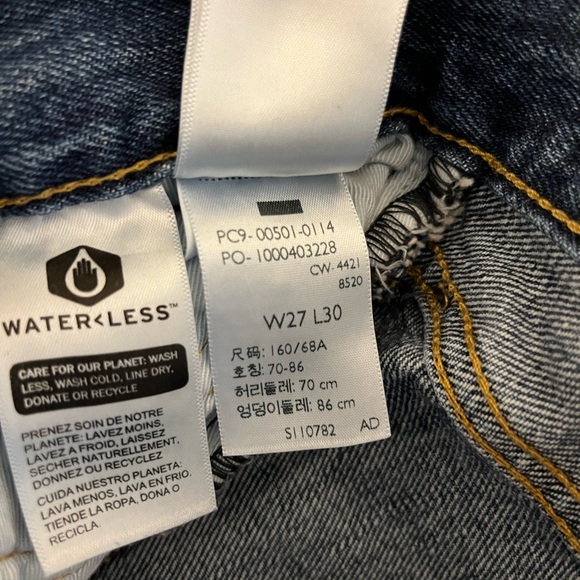 WATER<LESS™
CARE FOR OUR PLANET: WASH
LESS, WASH COLD, LINE DRY,
DONATE OR RECYCLE
PRENEZ SOIN DE NOTRE
PLANÈTE: LAVEZ MOINS,
LAVEZ A FROID, LAISSEZ
SÉCHER NATURELLEMENT,
DONNEZ OU RECYCLEZ
CUIDA NUESTRO PLANETA:
LAVA MENOS, LAVA EN FRIO,
TIENDE LA ROPA, DONA O
RECICLA.
PC9-00501-0114
PO-1000403228
CW-4421
8520
W27 L30
尺码: 160/68A
호칭: 70-86
허리둘레: 70 cm
엉덩이둘레: 86 cm
S110782 AD